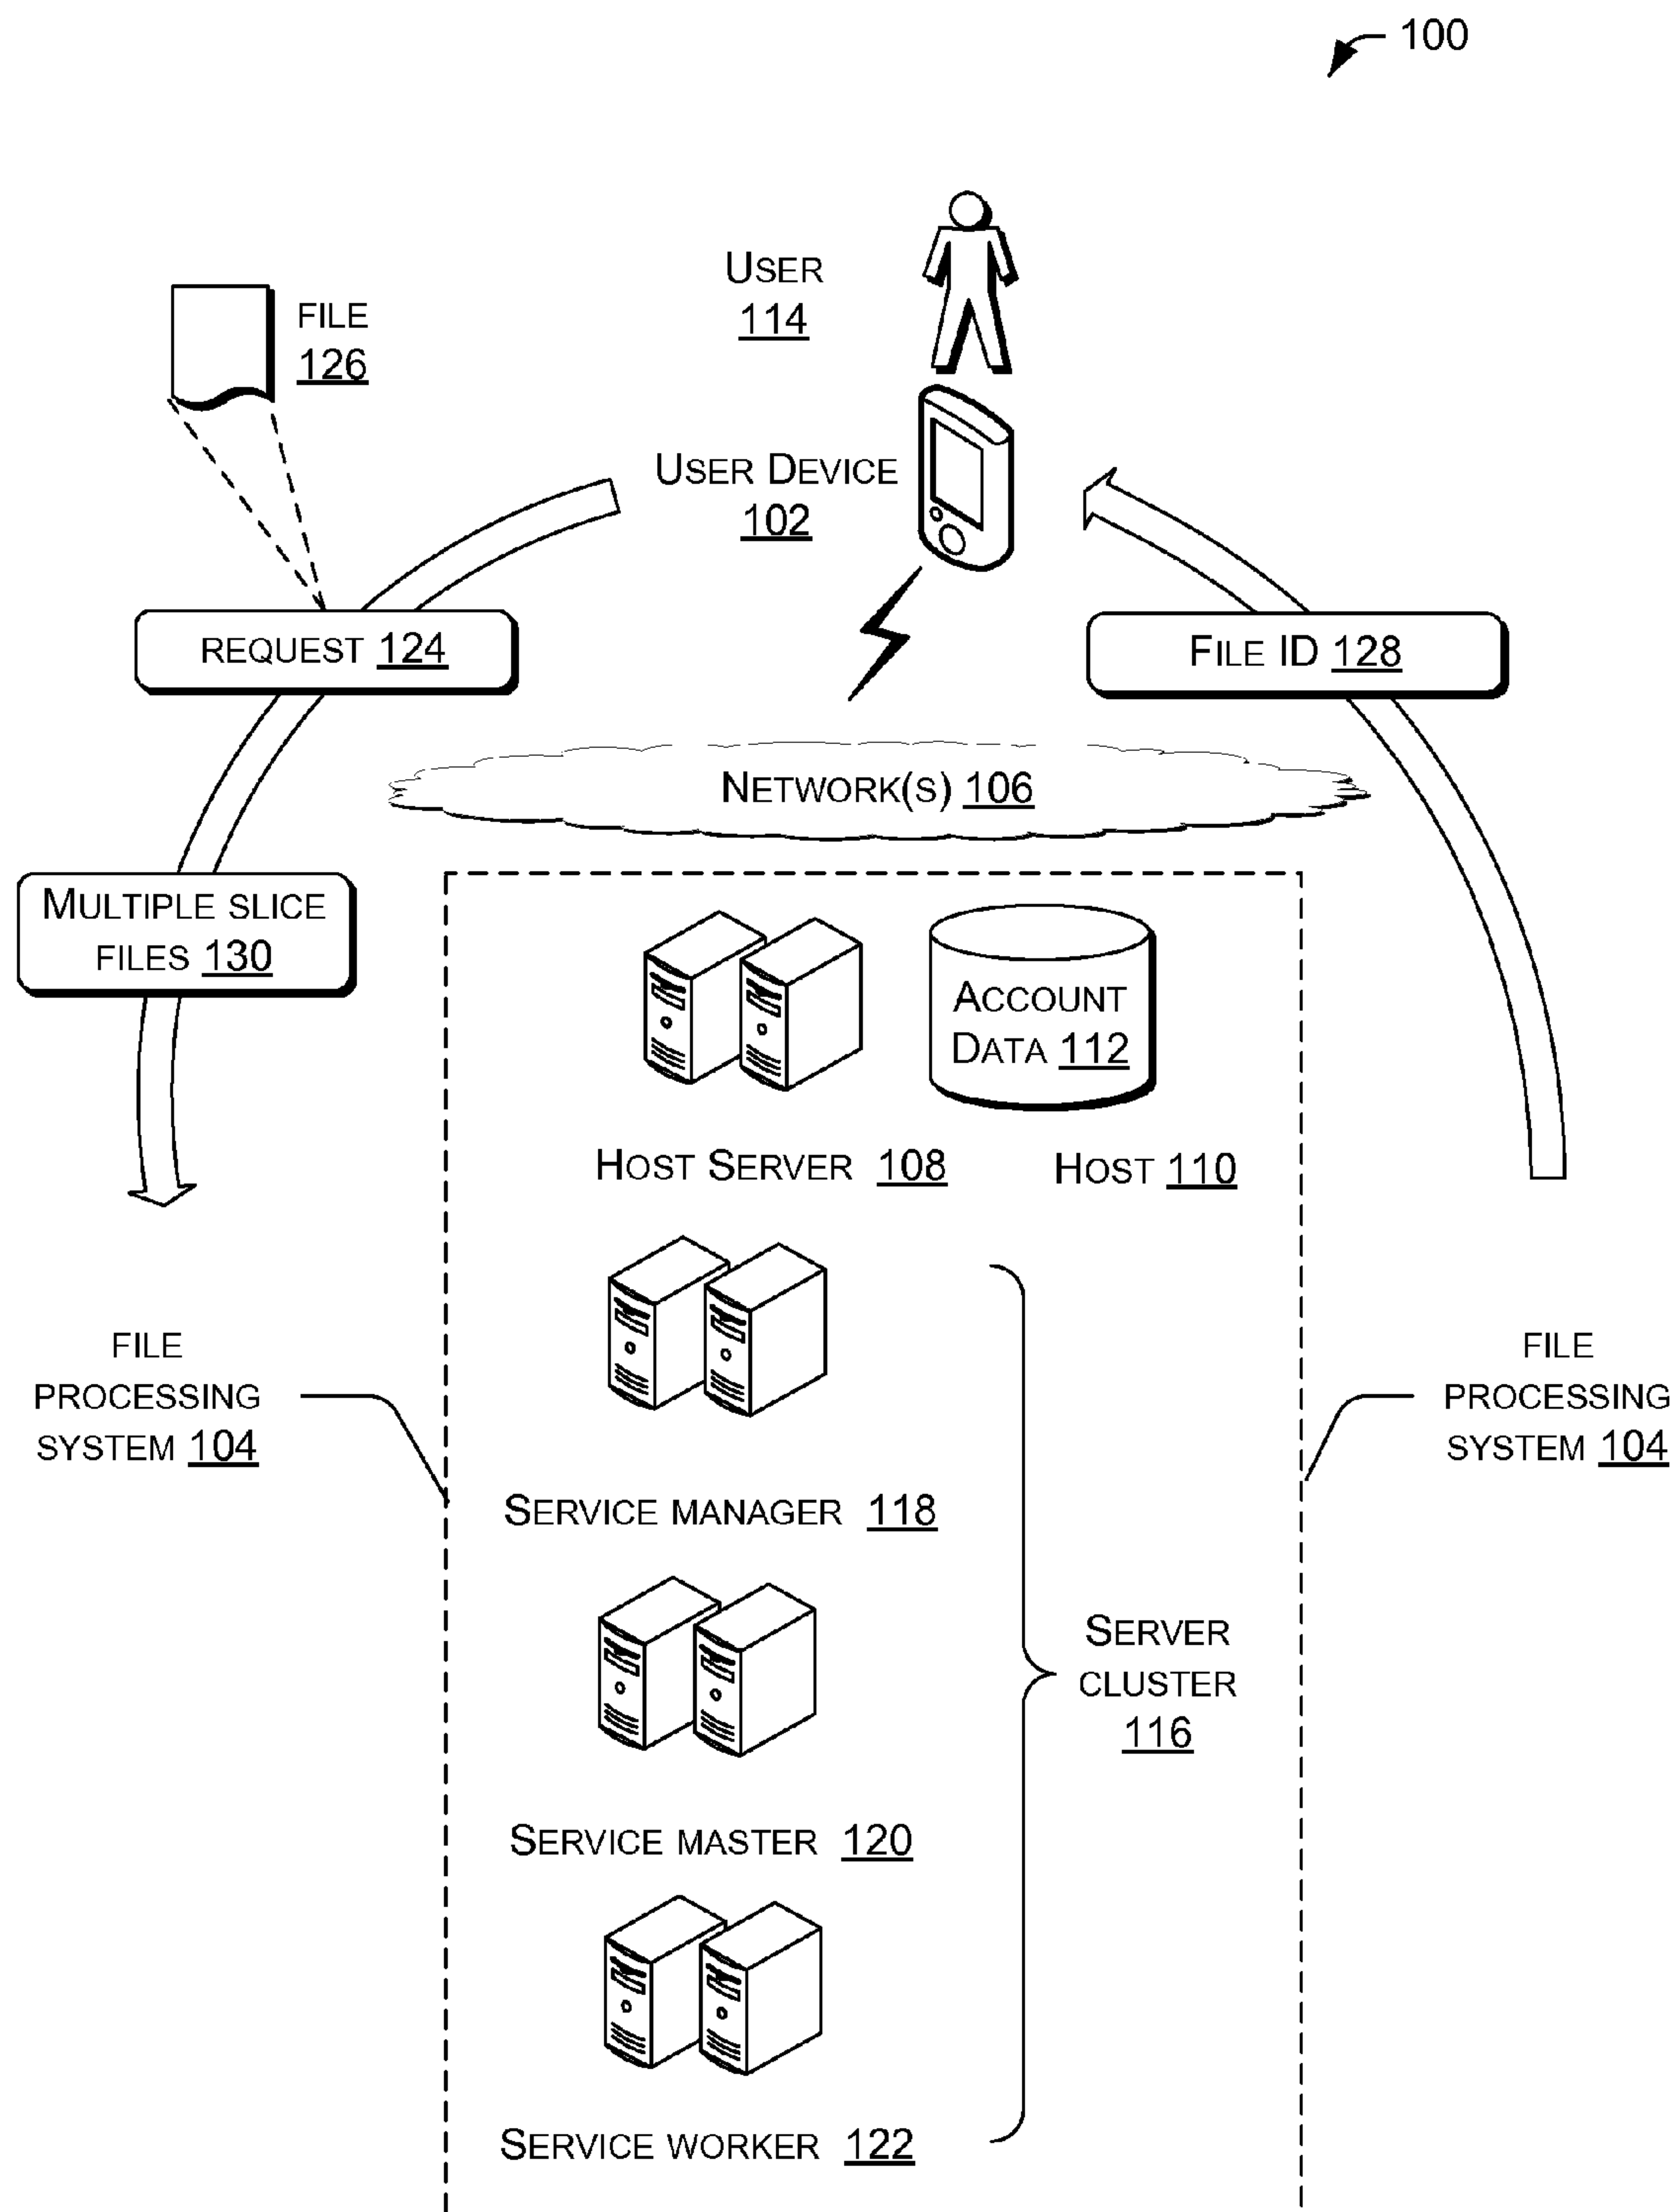 100
USER
114
FILE
126
USER DEVICE
102
REQUEST 124
FILE ID 128
NETWORK(S) 106
MULTIPLE SLICE
FILES 130
ACCOUNT
DATA 112
HOST SERVER 108
HOST 110
FILE
PROCESSING
SYSTEM 104
FILE
PROCESSING
SYSTEM 104
SERVICE MANAGER 118
SERVER
CLUSTER
116
SERVICE MASTER 120
SERVICE WORKER 122